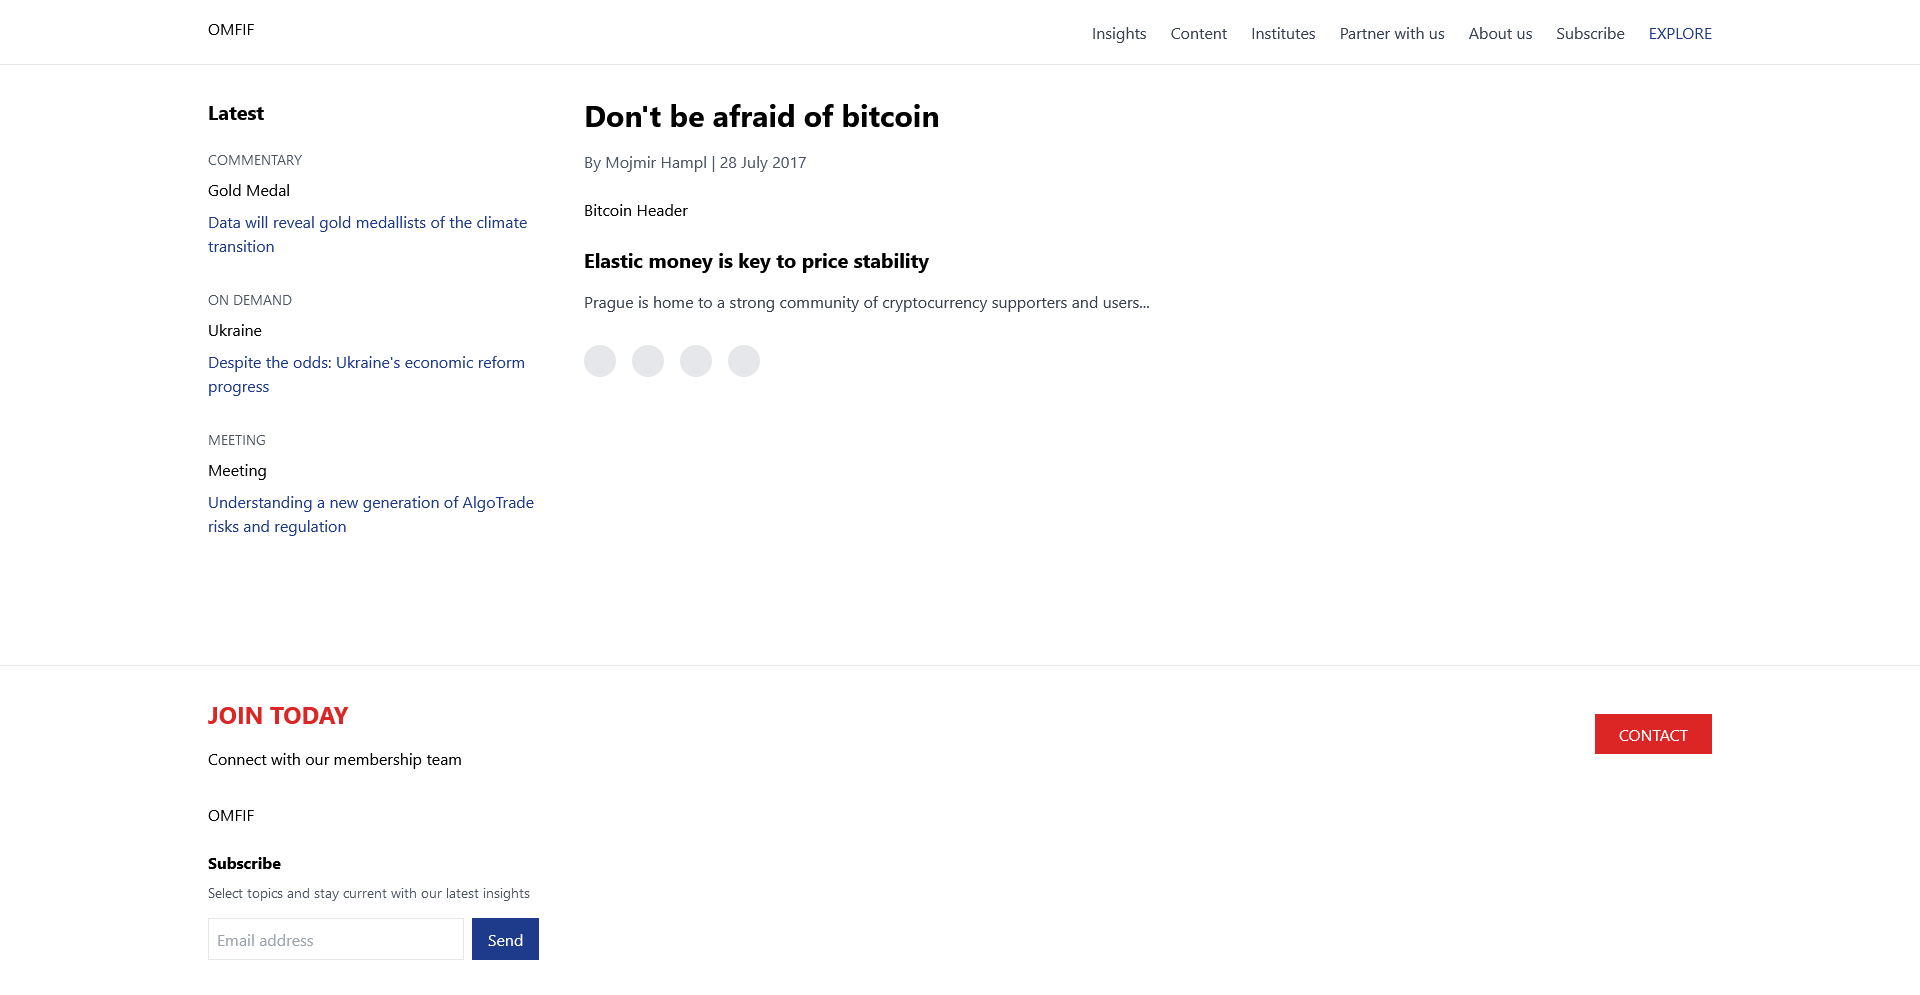 OMFIF
Insights
Content
Institutes
Partner with us
About us
Subscribe
EXPLORE
Latest
COMMENTARY
Gold Medal
Data will reveal gold medallists of the climate
transition
ON DEMAND
Ukraine
Despite the odds: Ukraine's economic reform
progress
MEETING
Meeting
Understanding a new generation of AlgoTrade
risks and regulation
Don't be afraid of bitcoin
By Mojmir Hampl | 28 July 2017
Bitcoin Header
Elastic money is key to price stability
Prague is home to a strong community of cryptocurrency supporters and users...
JOIN TODAY
Connect with our membership team
CONTACT
OMFIF
Subscribe
Select topics and stay current with our latest insights
Email address
Send